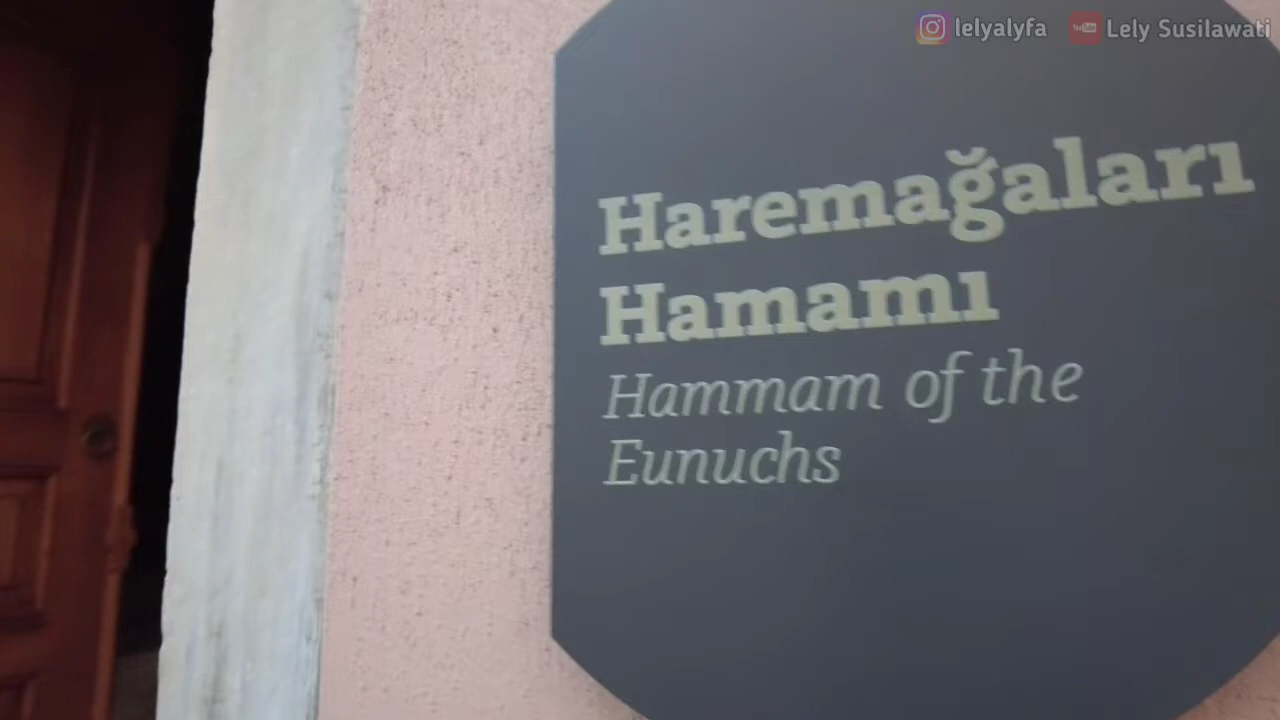 lelyalyfa Lely Susilawati
Haremağaları
Hamamı
Hammam of the
Eunuchs